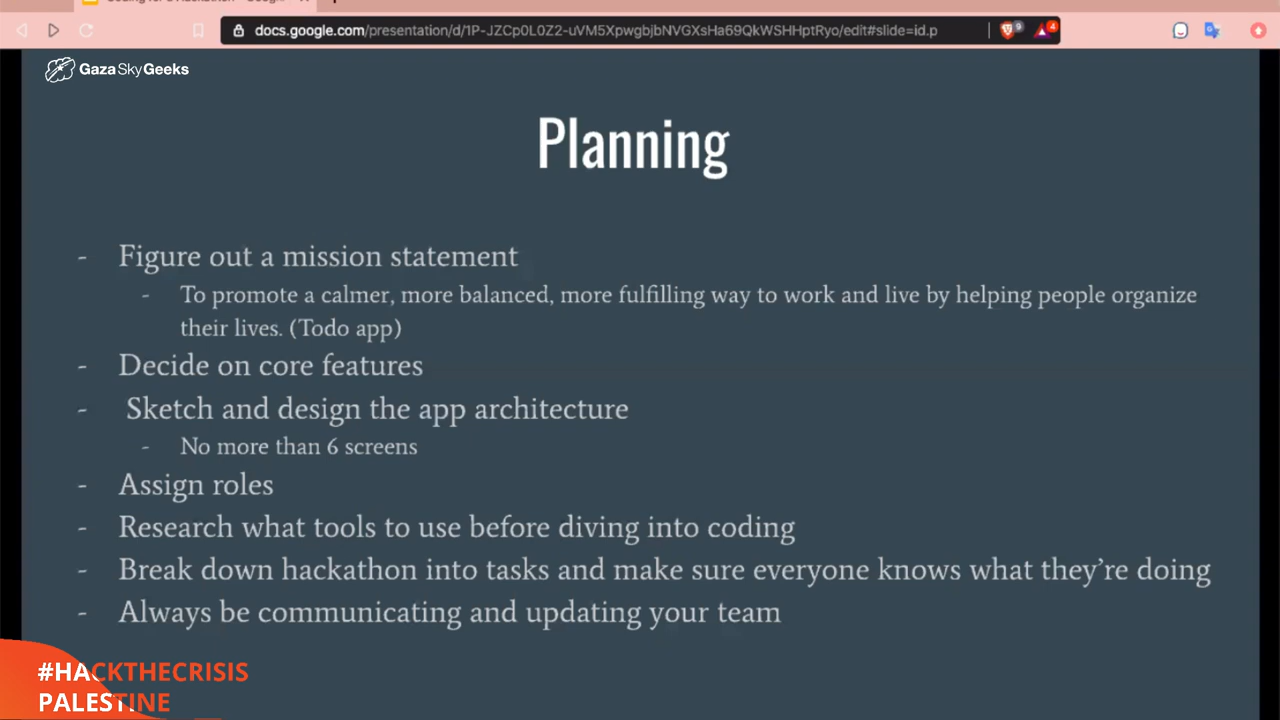 docs.google.com/presentation/d/1P-JZCp0L0Z2-uVM5XpwgbjbNVGXsHa69QkWSHHptRyo/edit#slide=id.p
9
4
GazaSkyGeeks
Planning
- Figure out a mission statement
- To promote a calmer, more balanced, more fulfilling way to work and live by helping people organize
their lives. (Todo app)
- Decide on core features
- Sketch and design the app architecture
- No more than 6 screens
- Assign roles
- Research what tools to use before diving into coding
- Break down hackathon into tasks and make sure everyone knows what they're doing
- Always be communicating and updating your team
#HACKTHECRISIS
PALESTINE